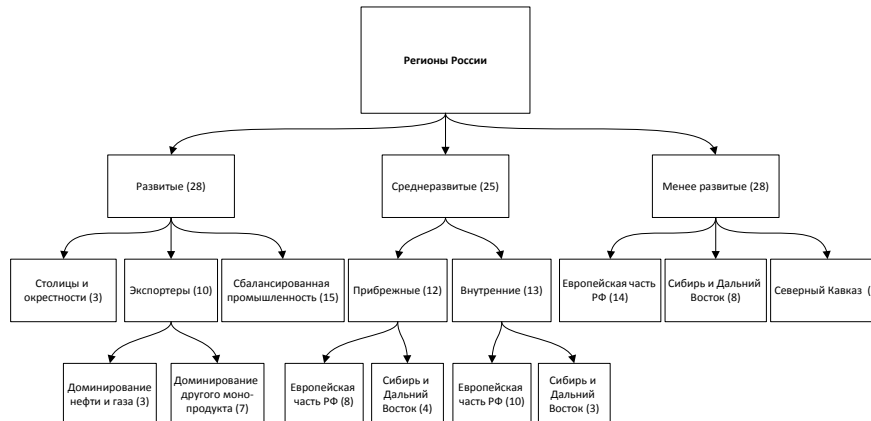 Регионы России
Развитые (28)
Среднеразвитые (25)
Менее развитые (28)
Столицы и
окрестности (3)
Экспортеры (10)
Сбалансированная
промышленность (15)
Прибрежные (12)
Внутренние (13)
Европейская часть
РФ (14)
Сибирь и Дальний
Восток (8)
Северный Кавказ (
Доминирование
нефти и газа (3)
Доминирование
другого моно-
продукта (7)
Европейская
часть РФ (8)
Сибирь и
Дальний
Восток (4)
Европейская
часть РФ (10)
Сибирь и
Дальний
Восток (3)